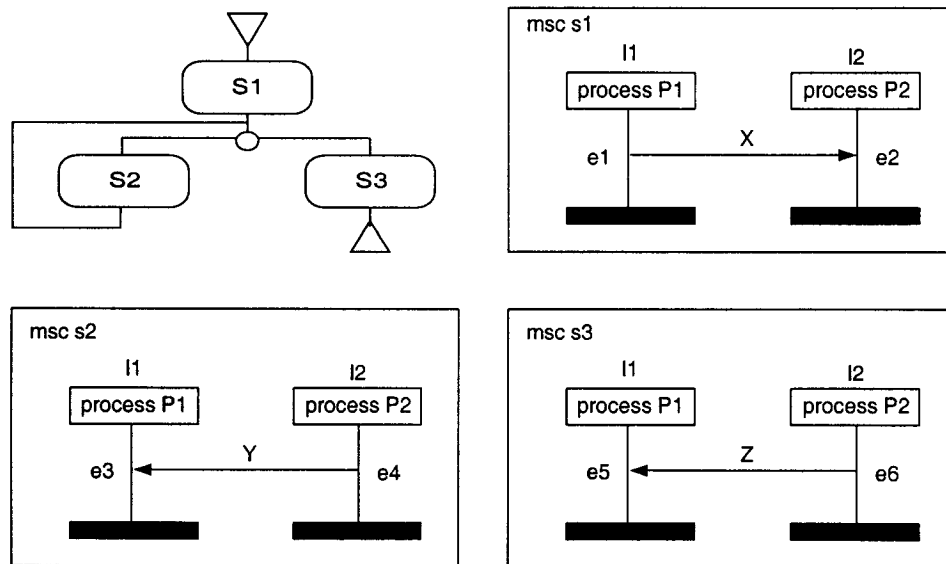 S1
S2
S3
msc s1
I1 I2
process P1 process P2
X
e1 e2
msc s2
I1 I2
process P1 process P2
Y
e3 e4
msc s3
I1 I2
process P1 process P2
Z
e5 e6